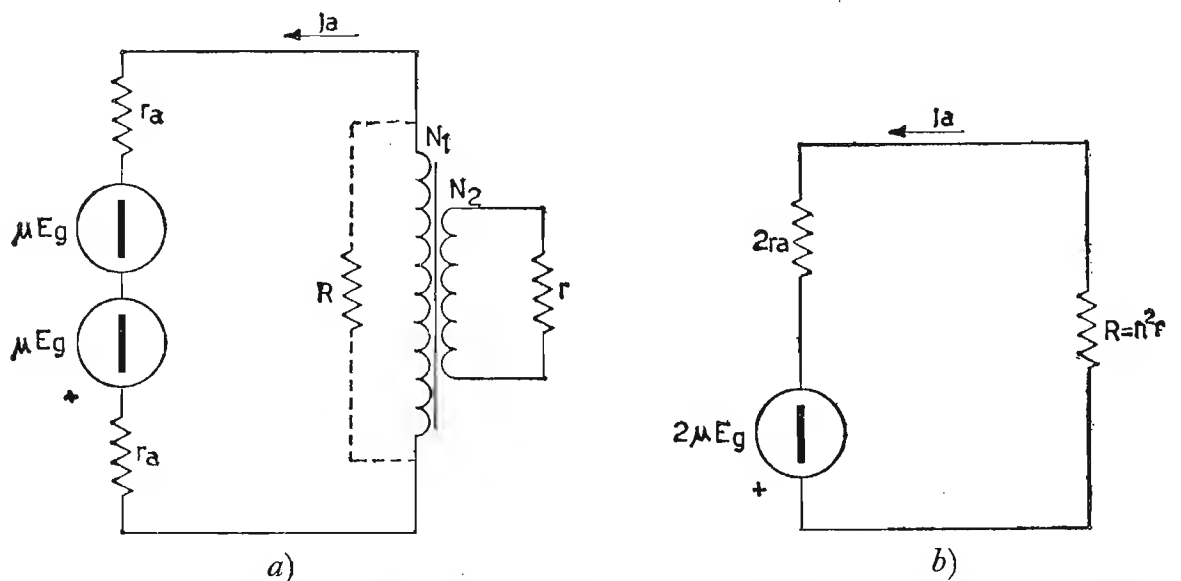 Ia
ra
μEg
μEg
+
ra
R
N1
N2
r
a)
Ia
2ra
2μEg
+
R=n²r
b)